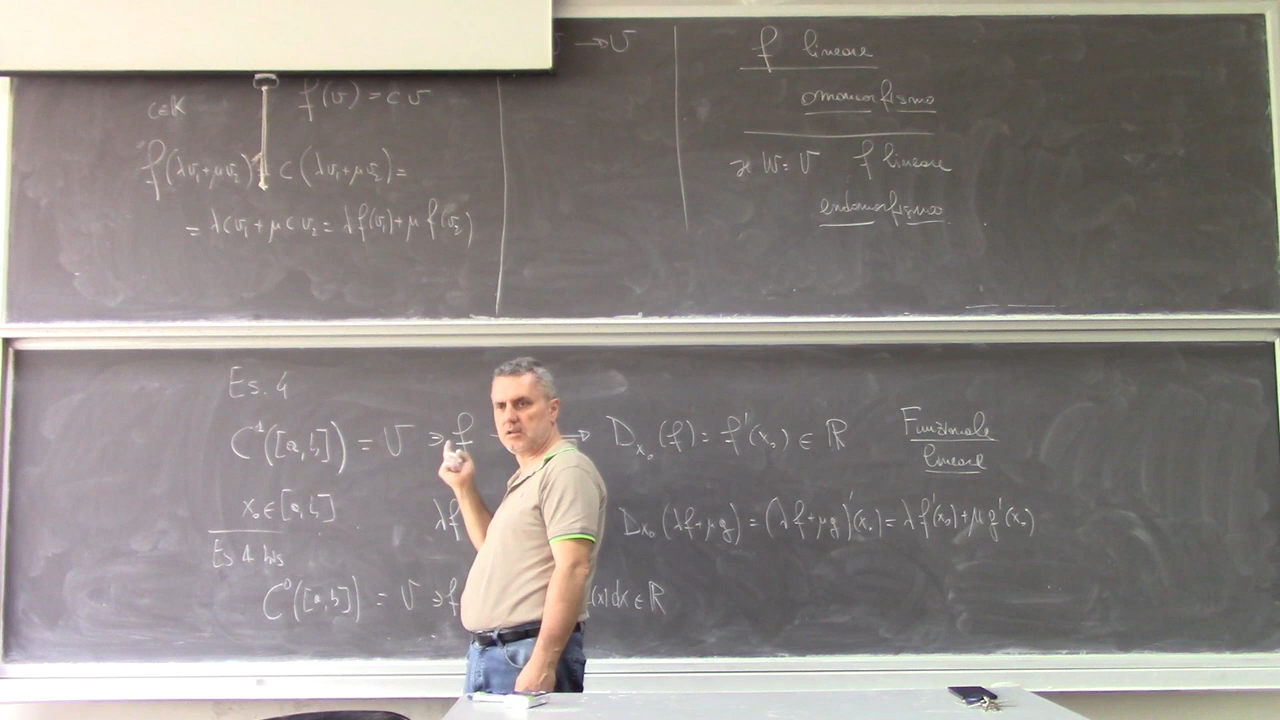 → V
c∈K f(v) = c v
f(λv₁+μv₂) = c(λv₁+μv₂) =
= λcv₁+μcv₂ = λf(v₁)+μf(v₂)
f lineare
omomorfismo
W = V f lineare
endomorfismo
Es. 4
C¹([a,b]) = V ∋ f → D_{x₀}(f) = f'(x₀) ∈ ℝ
Funzionale
lineare
x₀∈[a,b]
λf D_{x₀}(λf+μg) = (λf+μg)'(x₀) = λf'(x₀)+μg'(x₀)
Es 4 bis
C⁰([a,b]) = V ∋ f (x)dx ∈ ℝ